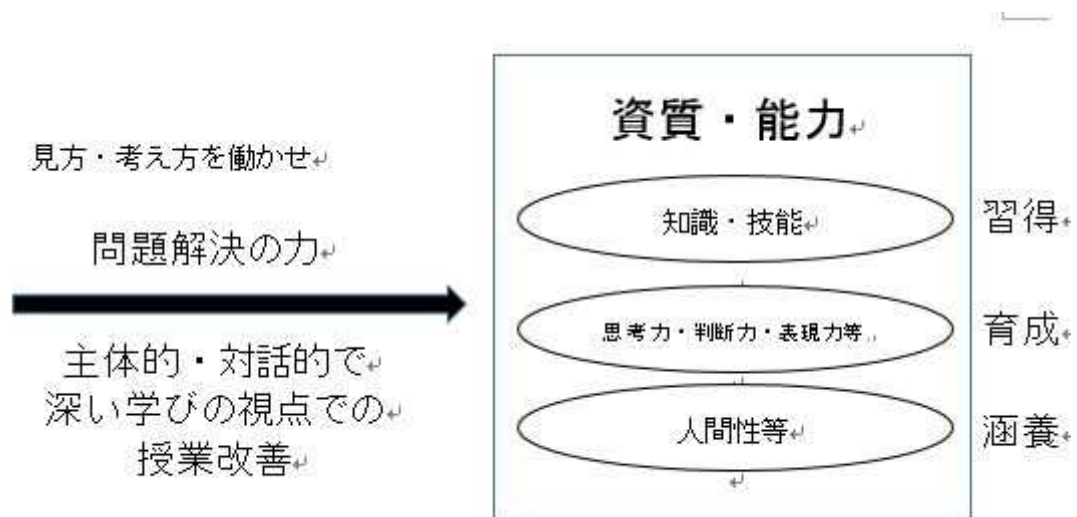 見方・考え方を働かせ
問題解決の力
主体的・対話的で
深い学びの視点での
授業改善
資質・能力
知識・技能
習得
思考力・判断力・表現力等
育成
人間性等
涵養